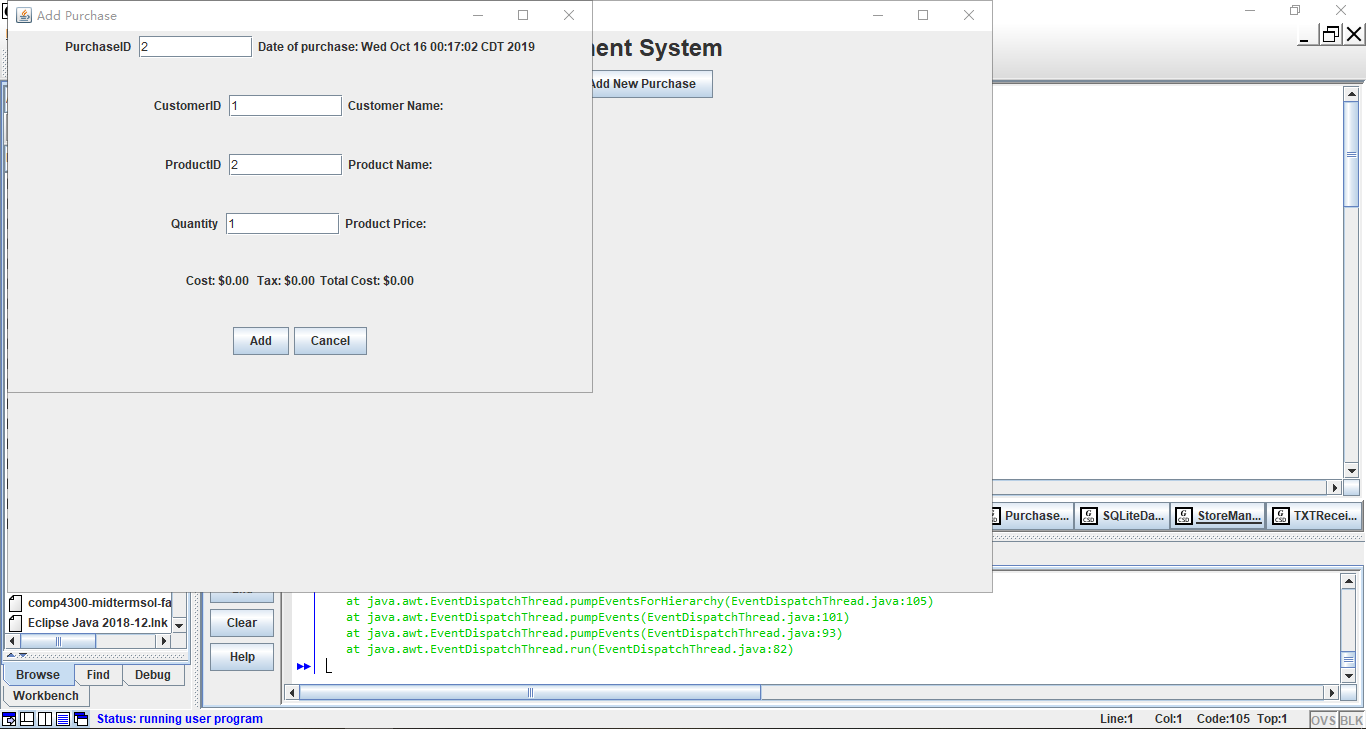 Add Purchase
PurchaseID 2 Date of purchase: Wed Oct 16 00:17:02 CDT 2019
ent System
Add New Purchase
CustomerID 1 Customer Name:
ProductID 2 Product Name:
Quantity 1 Product Price:
Cost: $0.00 Tax: $0.00 Total Cost: $0.00
Add Cancel
Purchase... SQLiteDa... StoreMan... TXTRecei...
comp4300-midtermsol-fa
Eclipse Java 2018-12.lnk
Browse Find Debug
Workbench
Clear
Help
at java.awt.EventDispatchThread.pumpEventsForHierarchy(EventDispatchThread.java:105)
at java.awt.EventDispatchThread.pumpEvents(EventDispatchThread.java:101)
at java.awt.EventDispatchThread.pumpEvents(EventDispatchThread.java:93)
at java.awt.EventDispatchThread.run(EventDispatchThread.java:82)
Status: running user program
Line:1 Col:1 Code:105 Top:1 OVS BLK